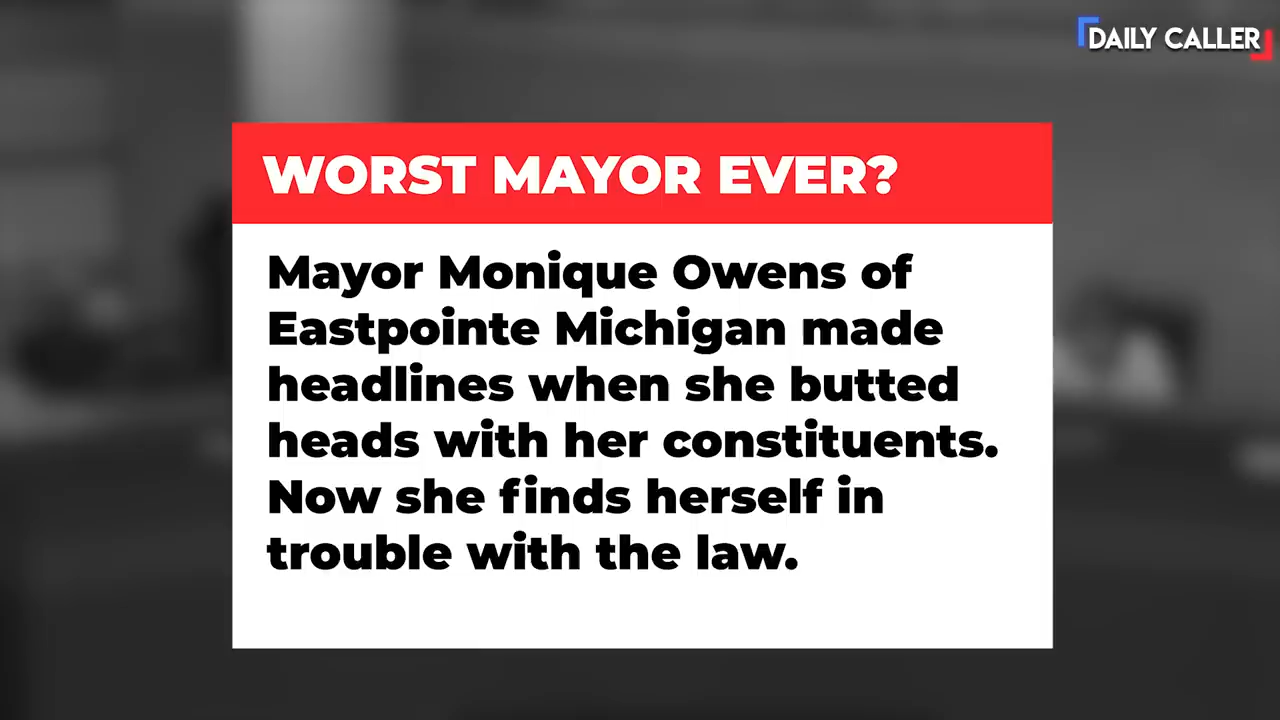 DAILY CALLER
WORST MAYOR EVER?
Mayor Monique Owens of
Eastpointe Michigan made
headlines when she butted
heads with her constituents.
Now she finds herself in
trouble with the law.